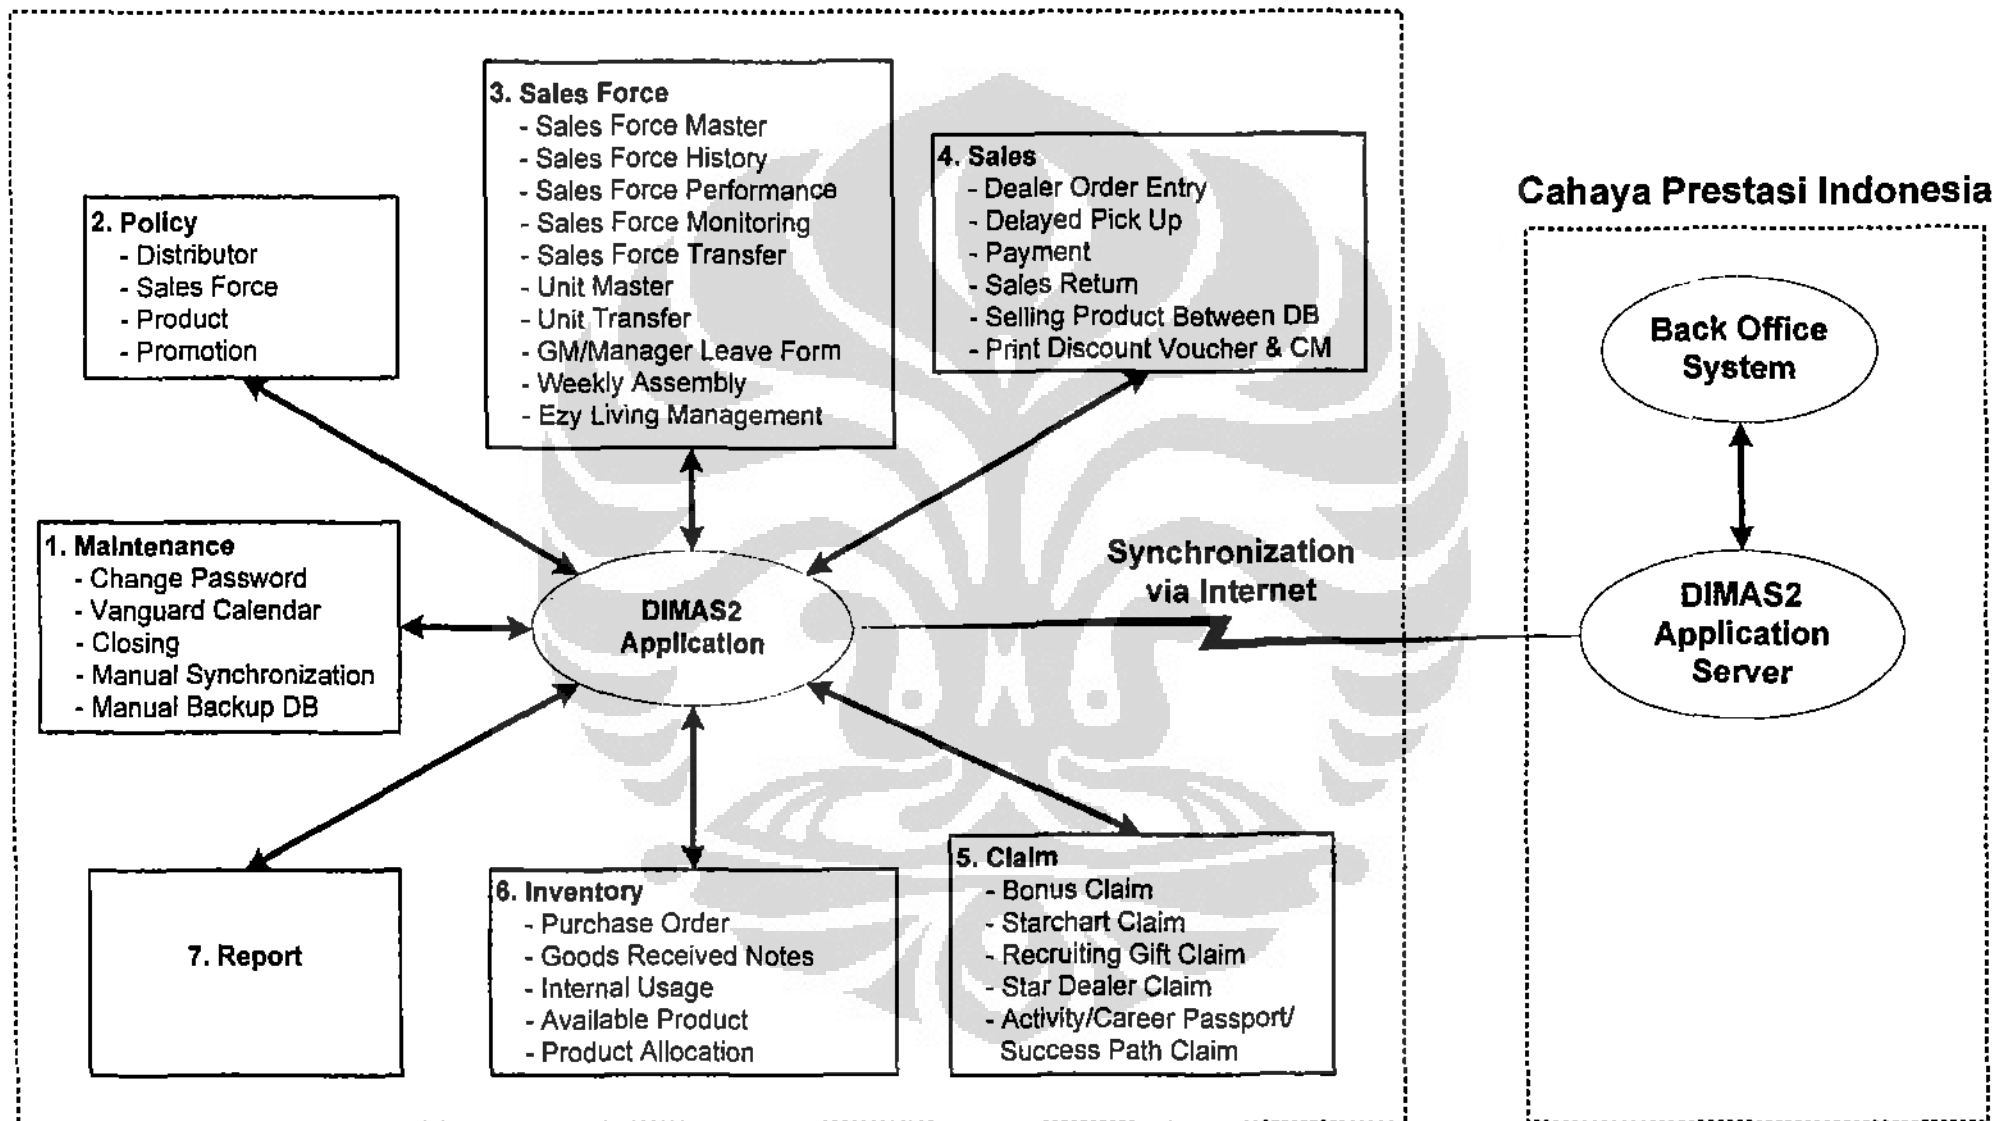 3. Sales Force
- Sales Force Master
- Sales Force History
- Sales Force Performance
- Sales Force Monitoring
- Sales Force Transfer
- Unit Master
- Unit Transfer
- GM/Manager Leave Form
- Weekly Assembly
- Ezy Living Management
4. Sales
- Dealer Order Entry
- Delayed Pick Up
- Payment
- Sales Return
- Selling Product Between DB
- Print Discount Voucher & CM
2. Policy
- Distributor
- Sales Force
- Product
- Promotion
1. Maintenance
- Change Password
- Vanguard Calendar
- Closing
- Manual Synchronization
- Manual Backup DB
DIMAS2
Application
Synchronization
via Internet
Cahaya Prestasi Indonesia
Back Office
System
DIMAS2
Application
Server
7. Report
6. Inventory
- Purchase Order
- Goods Received Notes
- Internal Usage
- Available Product
- Product Allocation
5. Claim
- Bonus Claim
- Starchart Claim
- Recruiting Gift Claim
- Star Dealer Claim
- Activity/Career Passport/
Success Path Claim